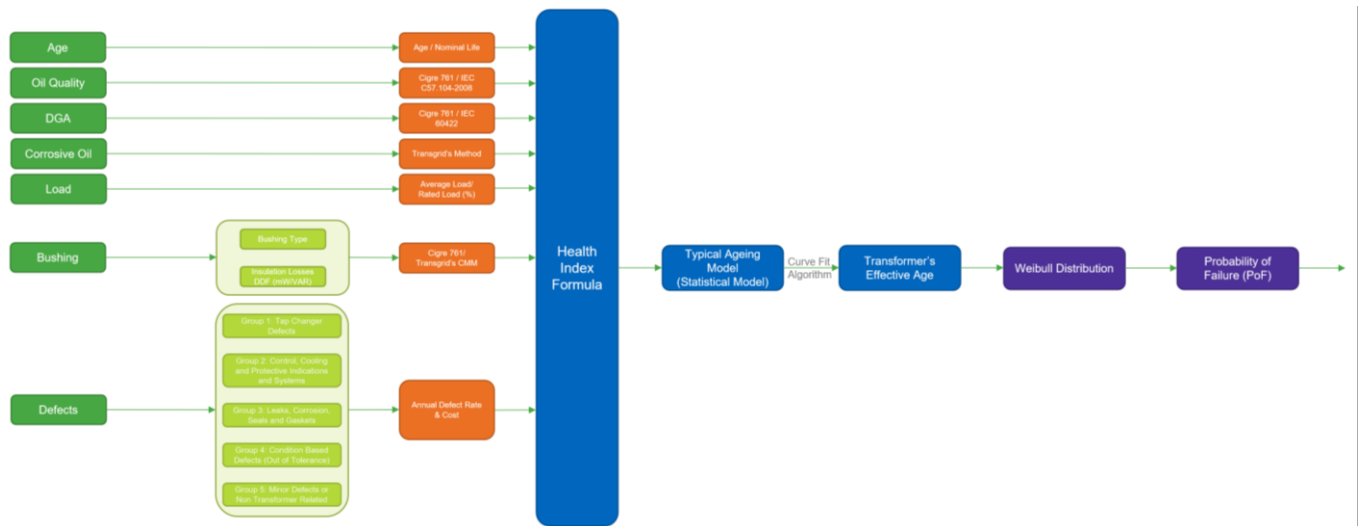 Age
Age / Nominal Life
Oil Quality
Cigre 761 / IEC
C57.104-2008
DGA
Cigre 761 / IEC
60422
Corrosive Oil
Transgrid's Method
Load
Average Load/
Rated Load (%)
Bushing
Bushing Type
Insulation Losses
DDF (mW/VAR)
Cigre 761/
Transgrid's CMM
Defects
Group 1: Tap Changer
Defects
Group 2: Control, Cooling
and Protective Indications
and Systems
Group 3: Leaks, Corrosion,
Seals and Gaskets
Group 4: Condition Based
Defects (Out of Tolerance)
Group 5: Minor Defects or
Non Transformer Related
Annual Defect Rate
& Cost
Health
Index
Formula
Typical Ageing
Model
(Statistical Model)
Curve Fit
Algorithm
Transformer's
Effective Age
Weibull Distribution
Probability of
Failure (PoF)